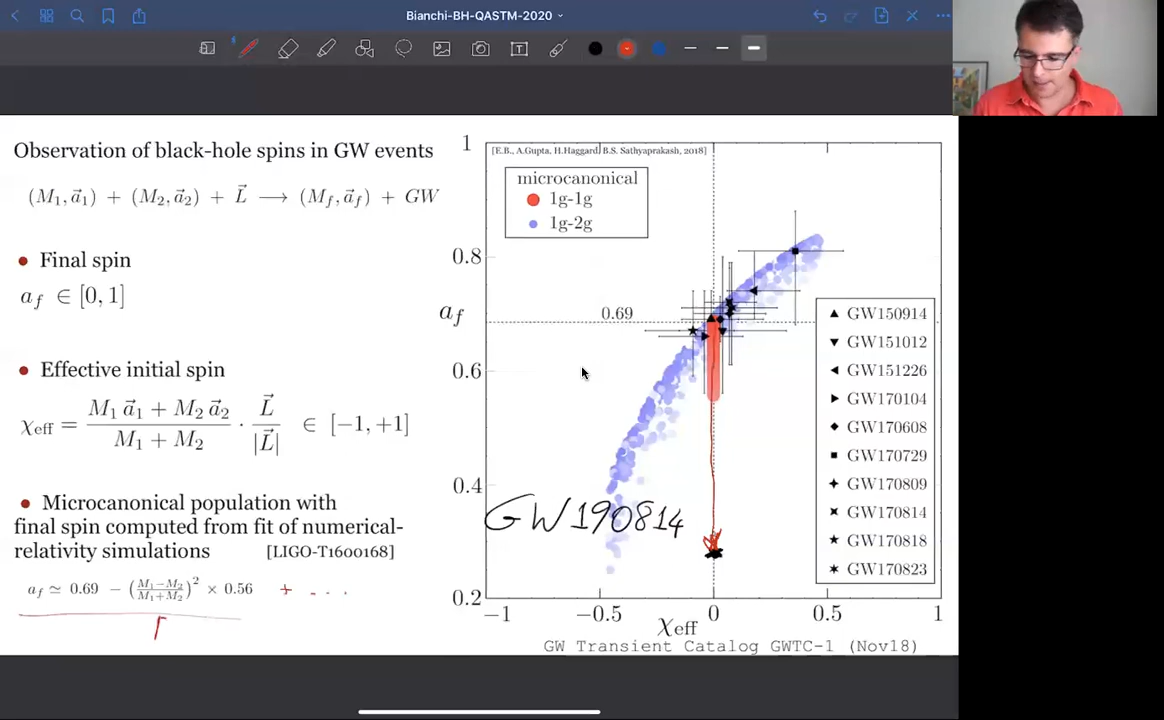 Bianchi-BH-QASTM-2020
Observation of black-hole spins in GW events
(M₁, a⃗₁) + (M₂, a⃗₂) + L⃗ ⟶ (M_f, a⃗_f) + GW
• Final spin
a_f ∈ [0, 1]
• Effective initial spin
χ_eff = (M₁ a⃗₁ + M₂ a⃗₂) / (M₁ + M₂) · L⃗ / |L⃗| ∈ [−1, +1]
• Microcanonical population with
final spin computed from fit of numerical-
relativity simulations [LIGO-T1600168]
a_f ≃ 0.69 − ((M₁−M₂)/(M₁+M₂))² × 0.56 + . . . .
[E.B., A.Gupta, H.Haggard, B.S. Sathyaprakash, 2018]
microcanonical
1g-1g
1g-2g
1
0.8
a_f
0.6
0.4
0.2
0.69
GW190814
GW150914
GW151012
GW151226
GW170104
GW170608
GW170729
GW170809
GW170814
GW170818
GW170823
−1 −0.5 0 0.5 1
χ_eff
GW Transient Catalog GWTC-1 (Nov18)